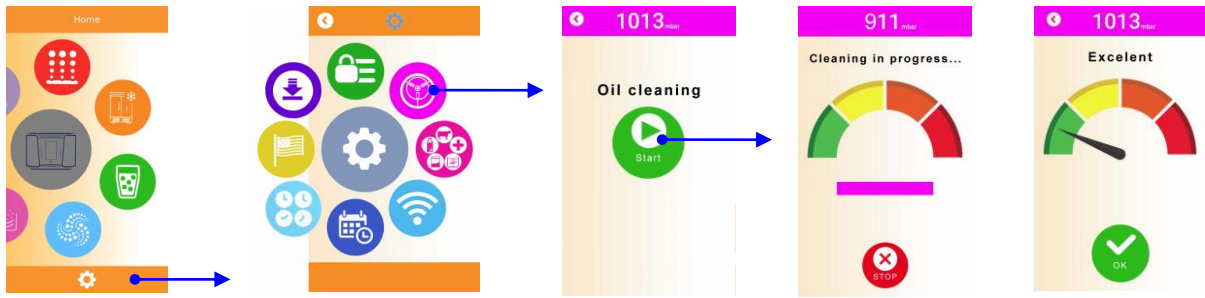 Home
1013 mbar
Oil cleaning
Start
911 mbar
Cleaning in progress...
STOP
1013 mbar
Excelent
OK